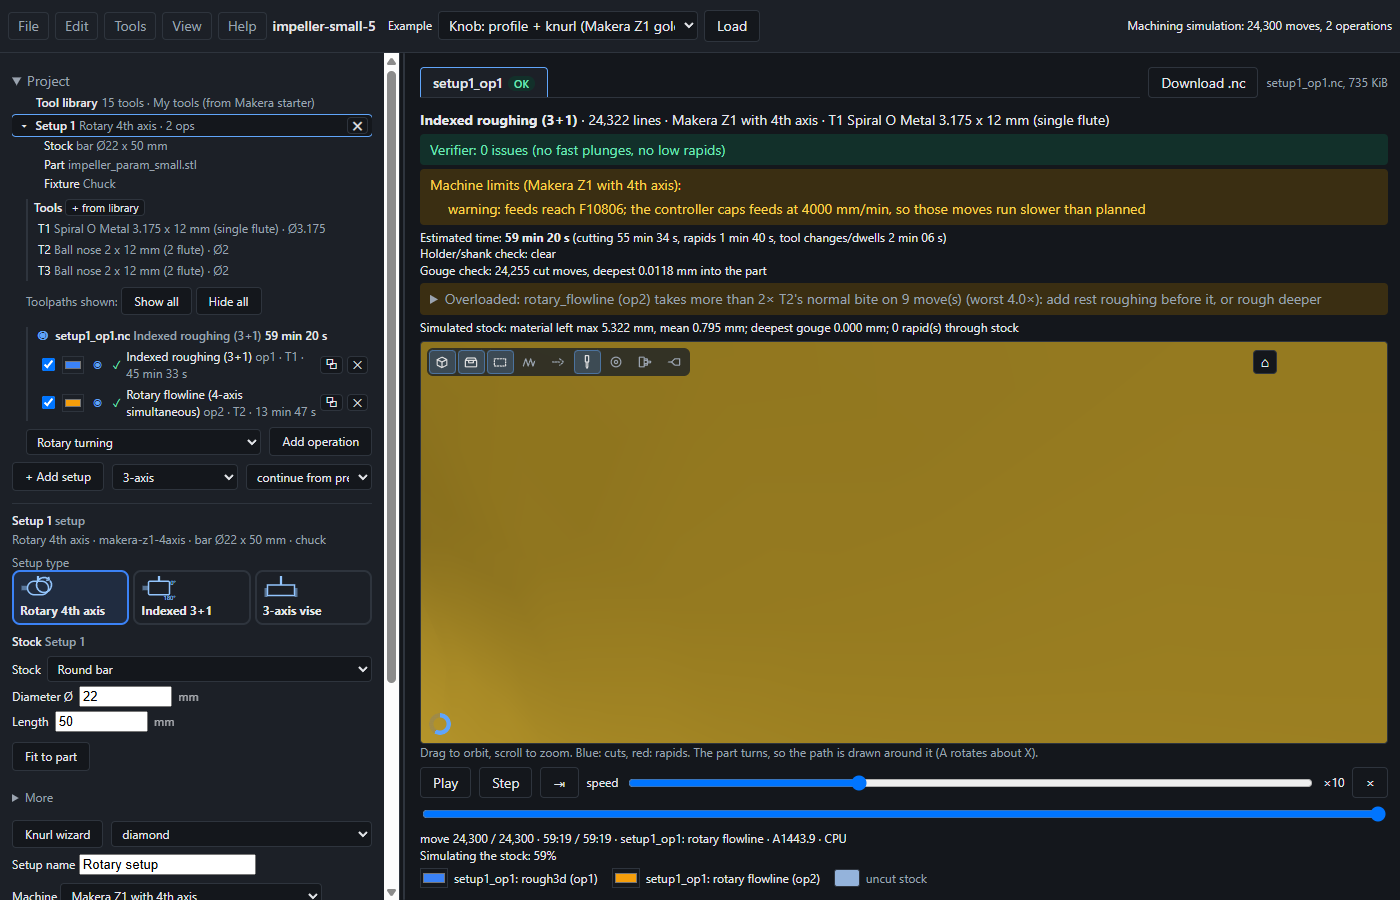 File Edit Tools View Help impeller-small-5 Example Knob: profile + knurl (Makera Z1 gol Load Machining simulation: 24,300 moves, 2 operations
Project
Tool library 15 tools · My tools (from Makera starter)
Setup 1 Rotary 4th axis · 2 ops
Stock bar Ø22 x 50 mm
Part impeller_param_small.stl
Fixture Chuck
Tools + from library
T1 Spiral O Metal 3.175 x 12 mm (single flute) · Ø3.175
T2 Ball nose 2 x 12 mm (2 flute) · Ø2
T3 Ball nose 2 x 12 mm (2 flute) · Ø2
Toolpaths shown: Show all Hide all
setup1_op1.nc Indexed roughing (3+1) 59 min 20 s
Indexed roughing (3+1) op1 · T1 ·
45 min 33 s
Rotary flowline (4-axis
simultaneous) op2 · T2 · 13 min 47 s
Rotary turning Add operation
+ Add setup 3-axis continue from pre
Setup 1 setup
Rotary 4th axis · makera-z1-4axis · bar Ø22 x 50 mm · chuck
Setup type
Rotary 4th axis Indexed 3+1 3-axis vise
Stock Setup 1
Stock Round bar
Diameter Ø 22 mm
Length 50 mm
Fit to part
More
Knurl wizard diamond
Setup name Rotary setup
Machine Makera Z1 with 4th axis
setup1_op1 OK Download .nc setup1_op1.nc, 735 KiB
Indexed roughing (3+1) · 24,322 lines · Makera Z1 with 4th axis · T1 Spiral O Metal 3.175 x 12 mm (single flute)
Verifier: 0 issues (no fast plunges, no low rapids)
Machine limits (Makera Z1 with 4th axis):
warning: feeds reach F10806; the controller caps feeds at 4000 mm/min, so those moves run slower than planned
Estimated time: 59 min 20 s (cutting 55 min 34 s, rapids 1 min 40 s, tool changes/dwells 2 min 06 s)
Holder/shank check: clear
Gouge check: 24,255 cut moves, deepest 0.0118 mm into the part
Overloaded: rotary_flowline (op2) takes more than 2× T2's normal bite on 9 move(s) (worst 4.0×): add rest roughing before it, or rough deeper
Simulated stock: material left max 5.322 mm, mean 0.795 mm; deepest gouge 0.000 mm; 0 rapid(s) through stock
Drag to orbit, scroll to zoom. Blue: cuts, red: rapids. The part turns, so the path is drawn around it (A rotates about X).
Play Step speed ×10 ×
move 24,300 / 24,300 · 59:19 / 59:19 · setup1_op1: rotary flowline · A1443.9 · CPU
Simulating the stock: 59%
setup1_op1: rough3d (op1) setup1_op1: rotary flowline (op2) uncut stock